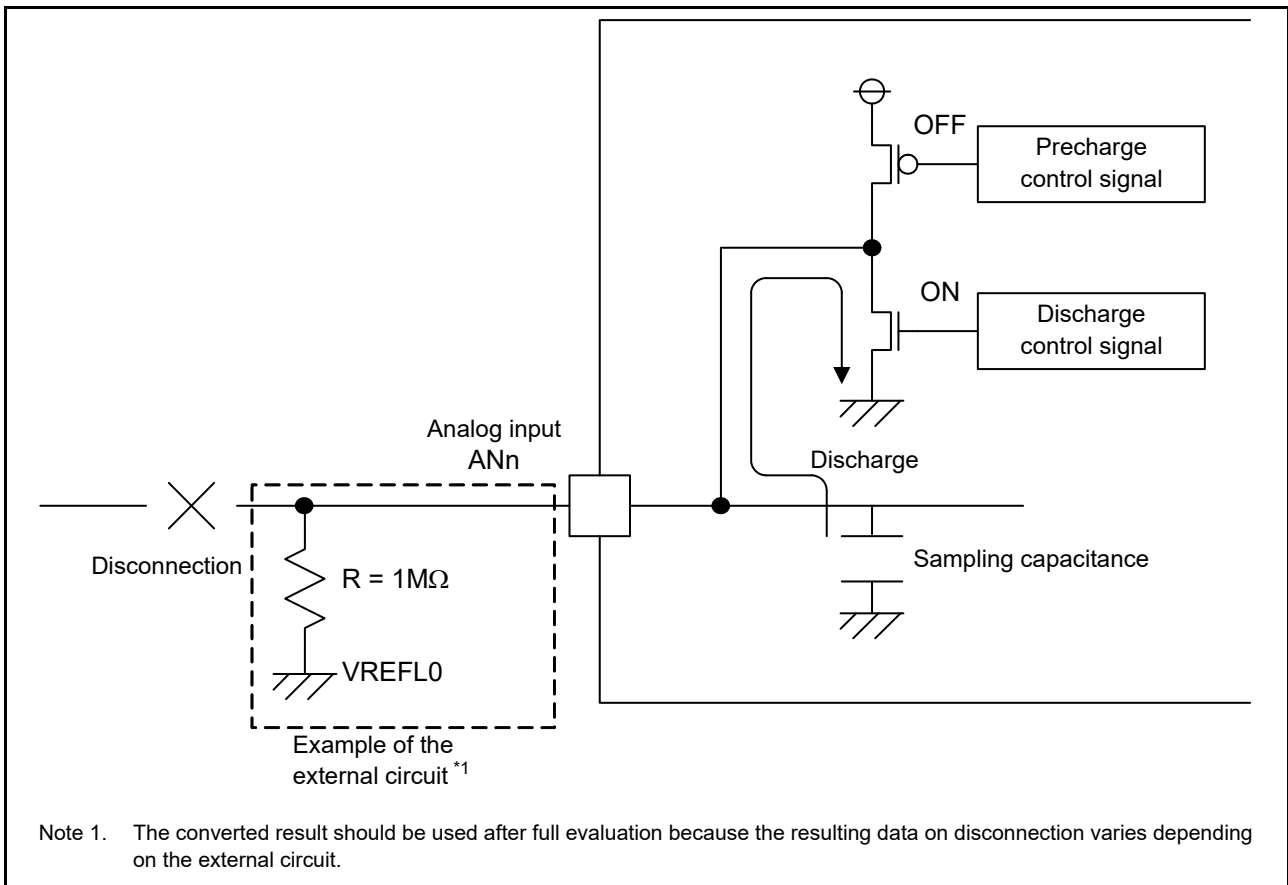 OFF
Precharge
control signal
ON
Discharge
control signal
Analog input
ANn
Discharge
Disconnection
R = 1MΩ
Sampling capacitance
VREFL0
Example of the
external circuit *1
Note 1. The converted result should be used after full evaluation because the resulting data on disconnection varies depending
on the external circuit.